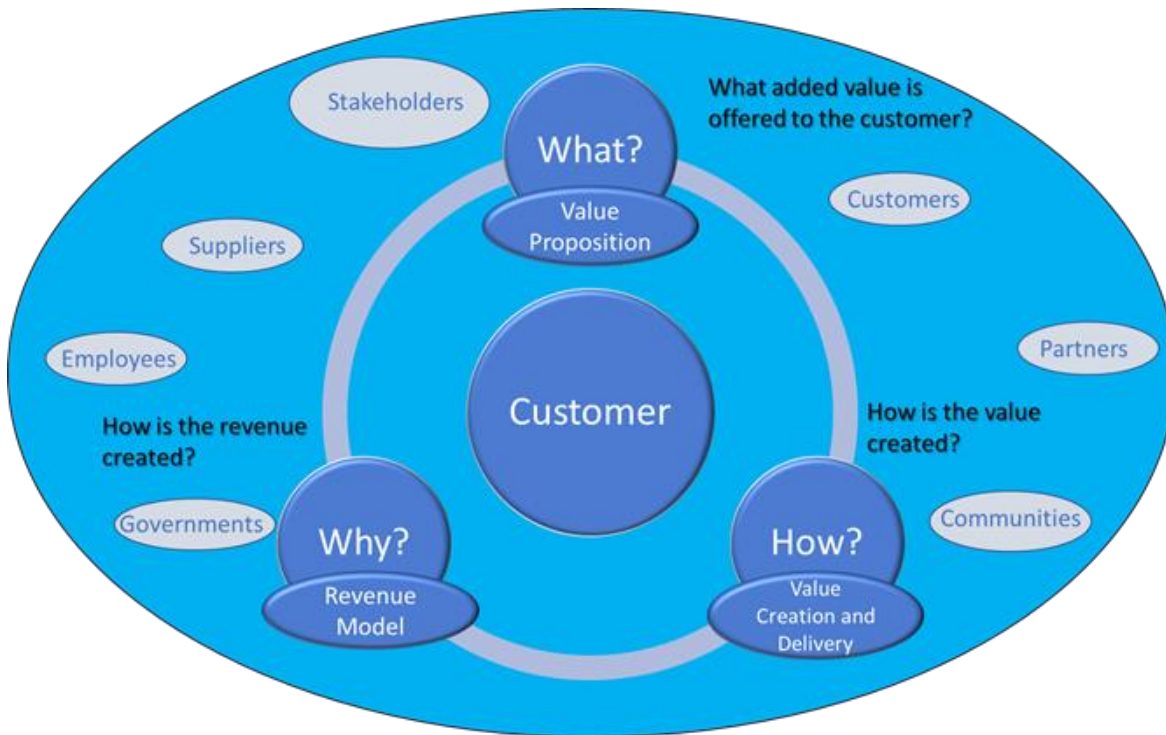 Stakeholders
What?
Value
Proposition
What added value is
offered to the customer?
Customers
Suppliers
Employees
Partners
Customer
How is the revenue
created?
How is the value
created?
Governments
Why?
Revenue
Model
How?
Value
Creation and
Delivery
Communities